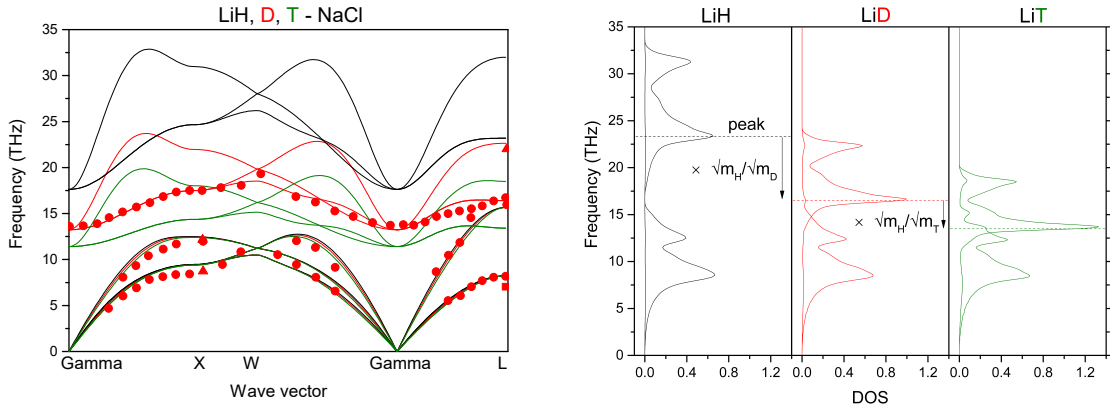 LiH, D, T - NaCl
Frequency (THz)
35
30
25
20
15
10
5
0
Gamma X W Gamma L
Wave vector
LiH LiD LiT
Frequency (THz)
35
30
25
20
15
10
5
0
peak
× √mH/√mD
× √mH/√mT
0.0 0.4 0.8 1.2 0.0 0.4 0.8 1.2 0.0 0.4 0.8 1.2
DOS